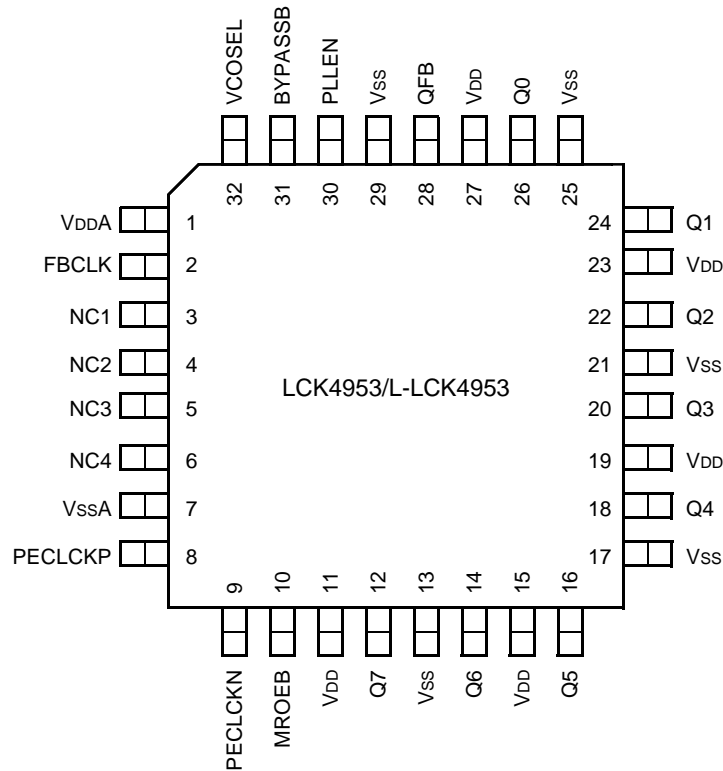 VCOSEL
BYPASSB
PLLEN
VSS
QFB
VDD
Q0
VSS
32
31
30
29
28
27
26
25
VDDA 1
FBCLK 2
NC1 3
NC2 4
NC3 5
NC4 6
VSSA 7
PECLCKP 8
LCK4953/L-LCK4953
24 Q1
23 VDD
22 Q2
21 VSS
20 Q3
19 VDD
18 Q4
17 VSS
9
10
11
12
13
14
15
16
PECLCKN
MROEB
VDD
Q7
VSS
Q6
VDD
Q5